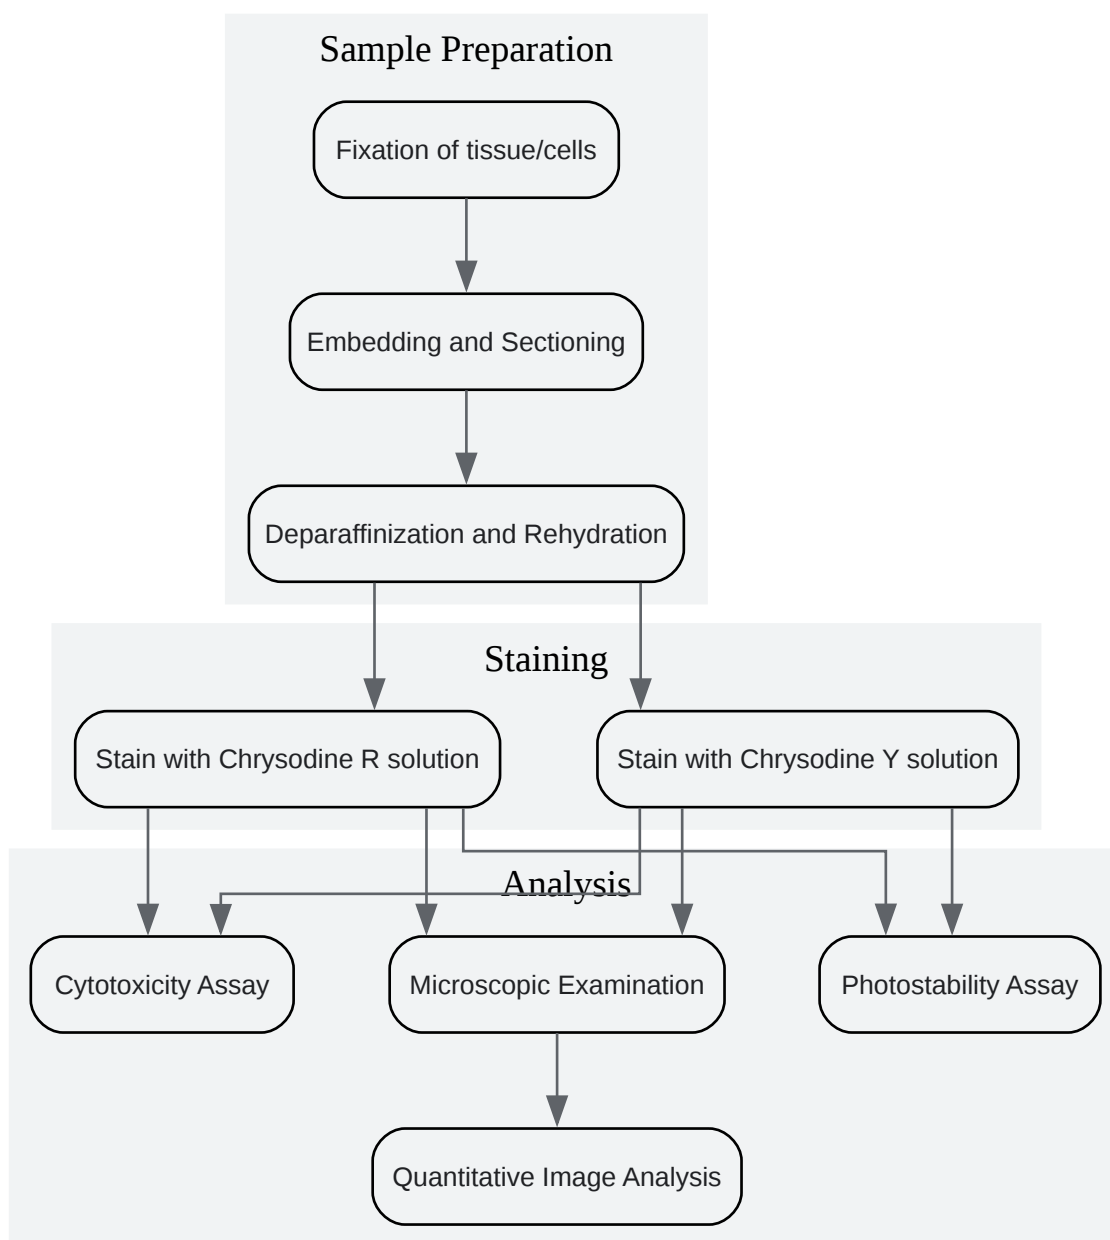 Sample Preparation
Fixation of tissue/cells
Embedding and Sectioning
Deparaffinization and Rehydration
Staining
Stain with Chrysodine R solution
Stain with Chrysodine Y solution
Analysis
Cytotoxicity Assay
Microscopic Examination
Photostability Assay
Quantitative Image Analysis